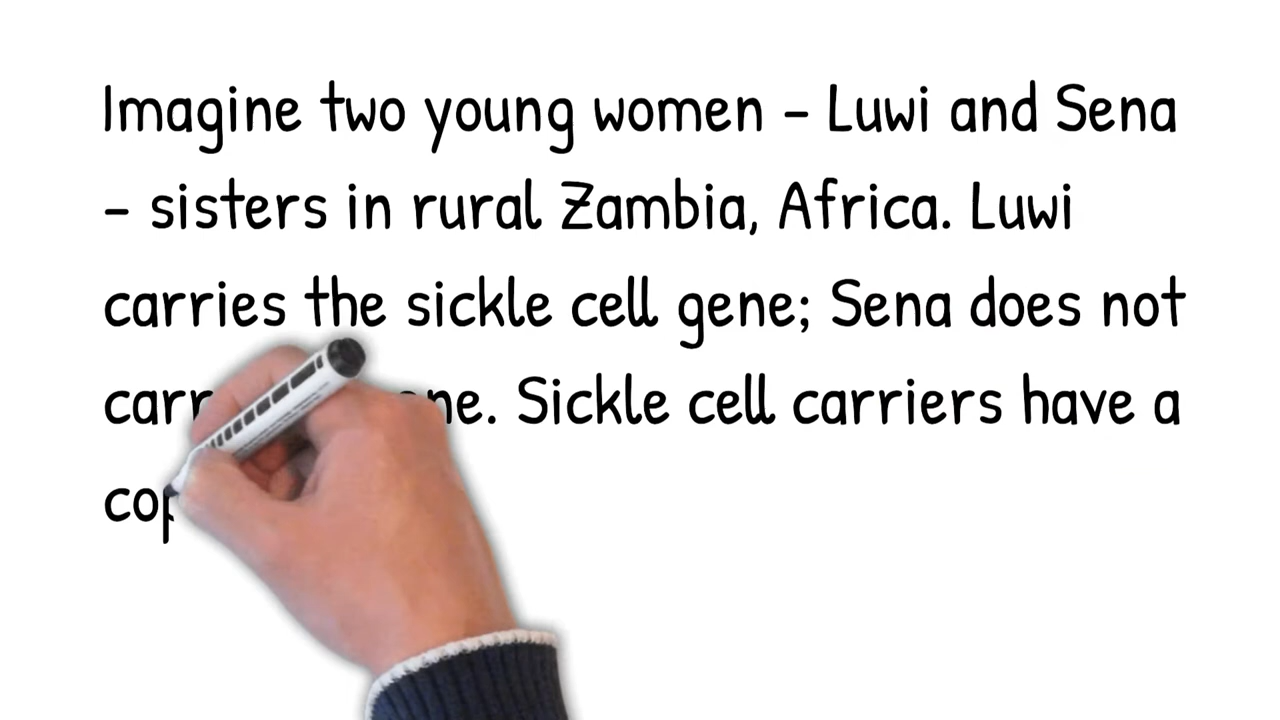 Imagine two young women – Luwi and Sena
– sisters in rural Zambia, Africa. Luwi
carries the sickle cell gene; Sena does not
Sickle cell carriers have a